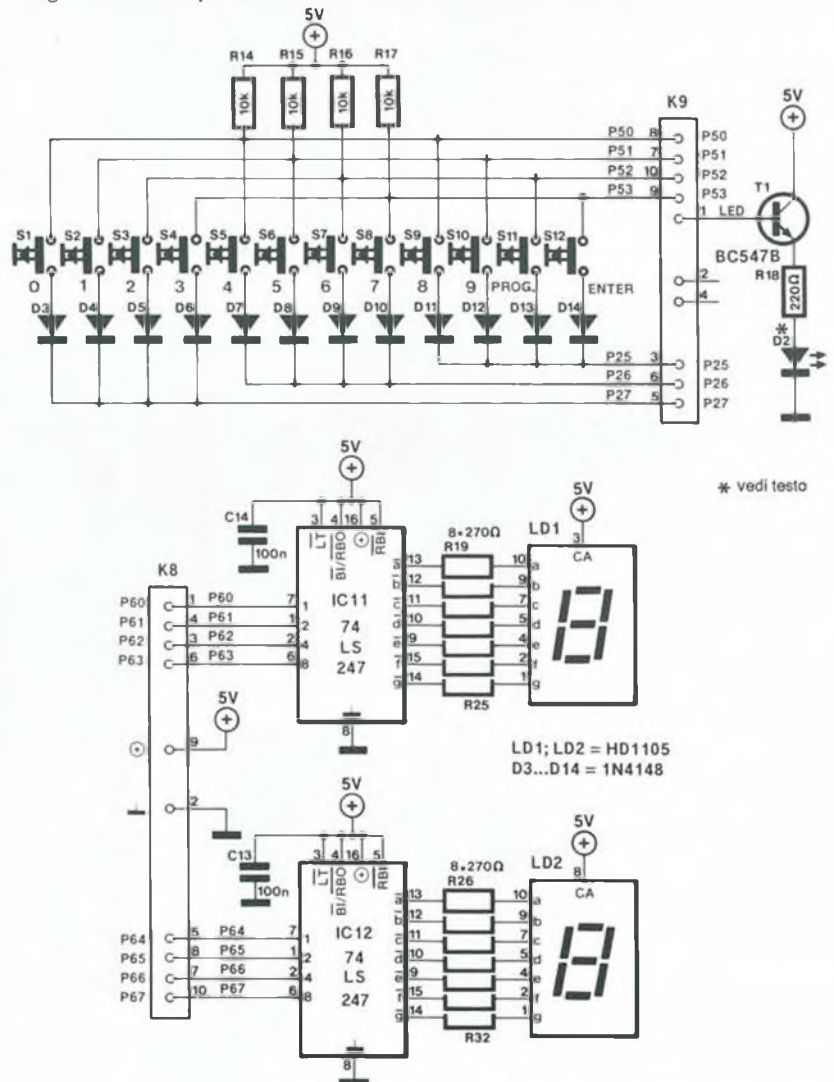 5V
R14 R15 R16 R17
10k 10k 10k 10k
K9
5V
P50 8 P50
P51 7 P51
P52 10 P52
P53 9 P53
1 LED
T1
BC547B
S1 S2 S3 S4 S5 S6 S7 S8 S9 S10 S11 S12
2
4
R18
220Ω
0 1 2 3 4 5 6 7 8 9 PROG. ENTER
D3 D4 D5 D6 D7 D8 D9 D10 D11 D12 D13 D14
*
D2
P25 3 P25
P26 6 P26
P27 5 P27
* vedi testo
5V
C14
100n
3 4 16 5
LT BI/RBO + RBI
5V
8 * 270Ω
R19
LD1
3
CA
K8
P60 1 P60 7 1
P61 4 P61 1 2
P62 3 P62 2 4
P63 6 P63 6 8
IC11
74
LS
247
a 13 10 a
b 12 9 b
c 11 7 c
d 10 5 d
e 9 4 e
f 15 2 f
g 14 1 g
R25
8
5V
9
2
LD1; LD2 = HD1105
D3...D14 = 1N4148
5V
C13
100n
3 4 16 5
LT BI/RBO + RBI
5V
8 * 270Ω
R26
LD2
8
CA
P64 5 P64 7 1
P65 8 P65 1 2
P66 7 P66 2 4
P67 10 P67 6 8
IC12
74
LS
247
a 13 10 a
b 12 9 b
c 11 7 c
d 10 5 d
e 9 4 e
f 15 2 f
g 14 1 g
R32
8